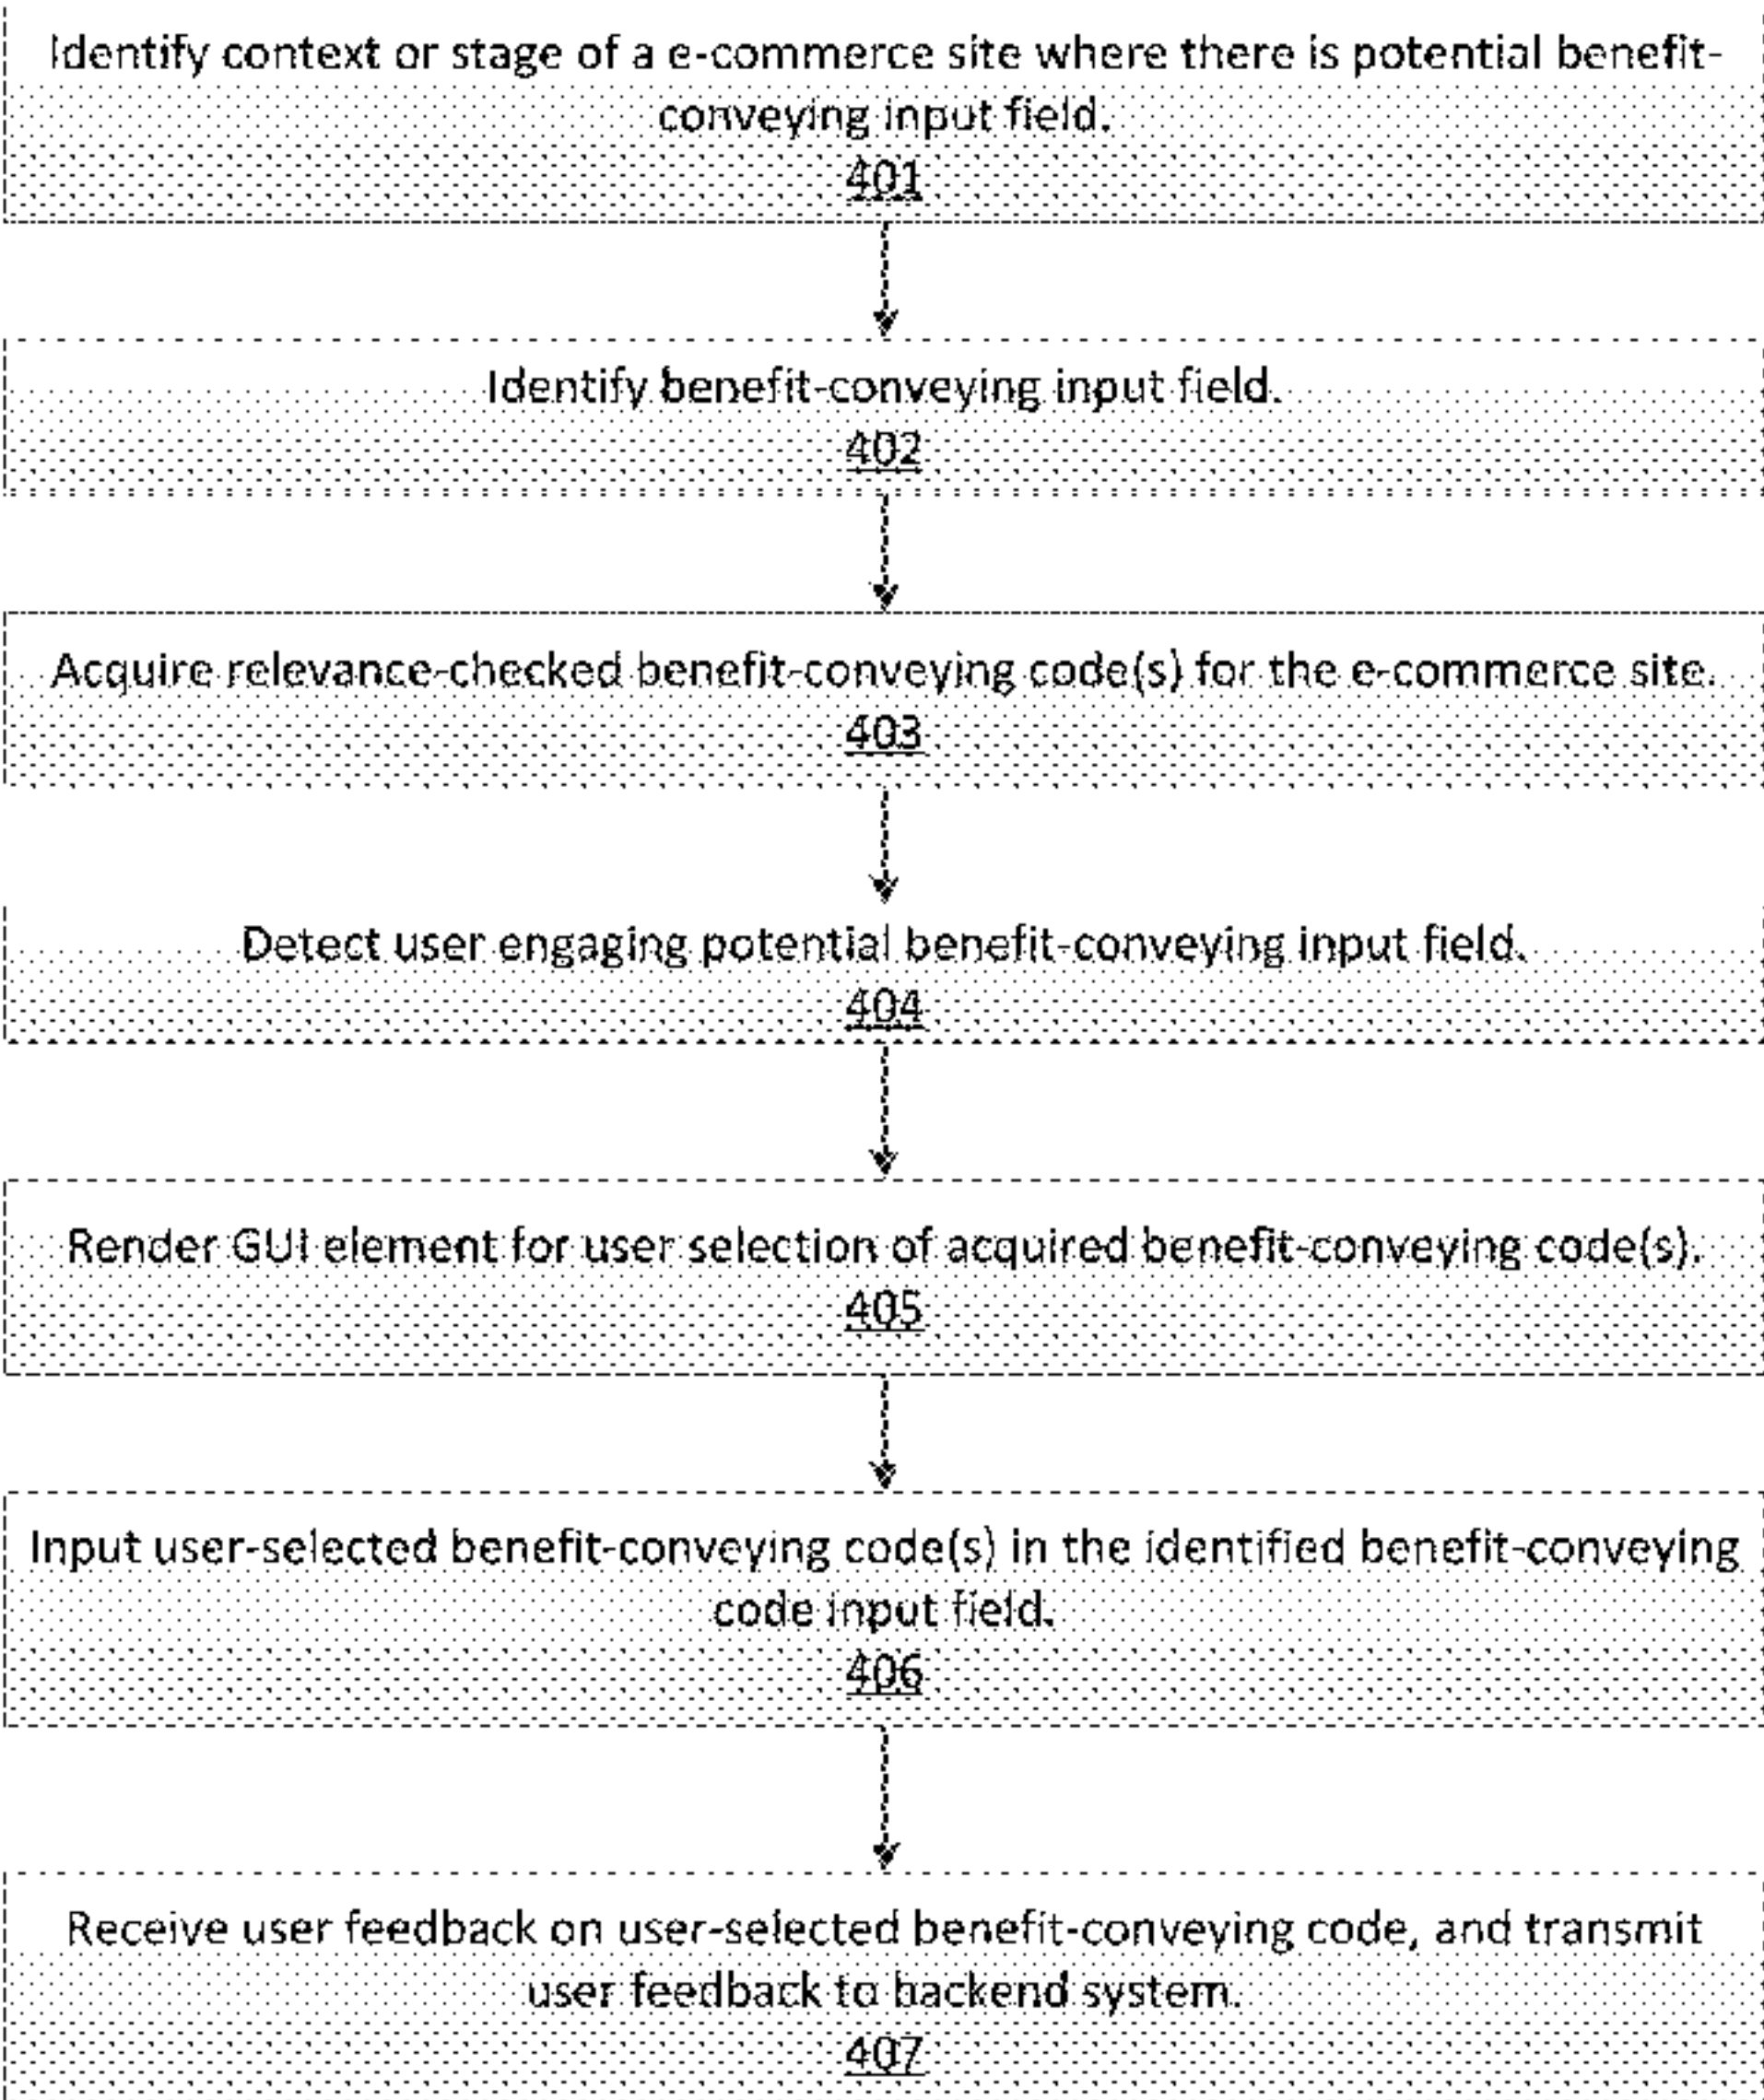 Identify context or stage of a e-commerce site where there is potential benefit-
conveying input field.
401
Identify benefit-conveying input field.
402
Acquire relevance-checked benefit-conveying code(s) for the e-commerce site.
403
Detect user engaging potential benefit-conveying input field.
404
Render GUI element for user selection of acquired benefit-conveying code(s).
405
Input user-selected benefit-conveying code(s) in the identified benefit-conveying
code input field.
406
Receive user feedback on user-selected benefit-conveying code, and transmit
user feedback to backend system.
407